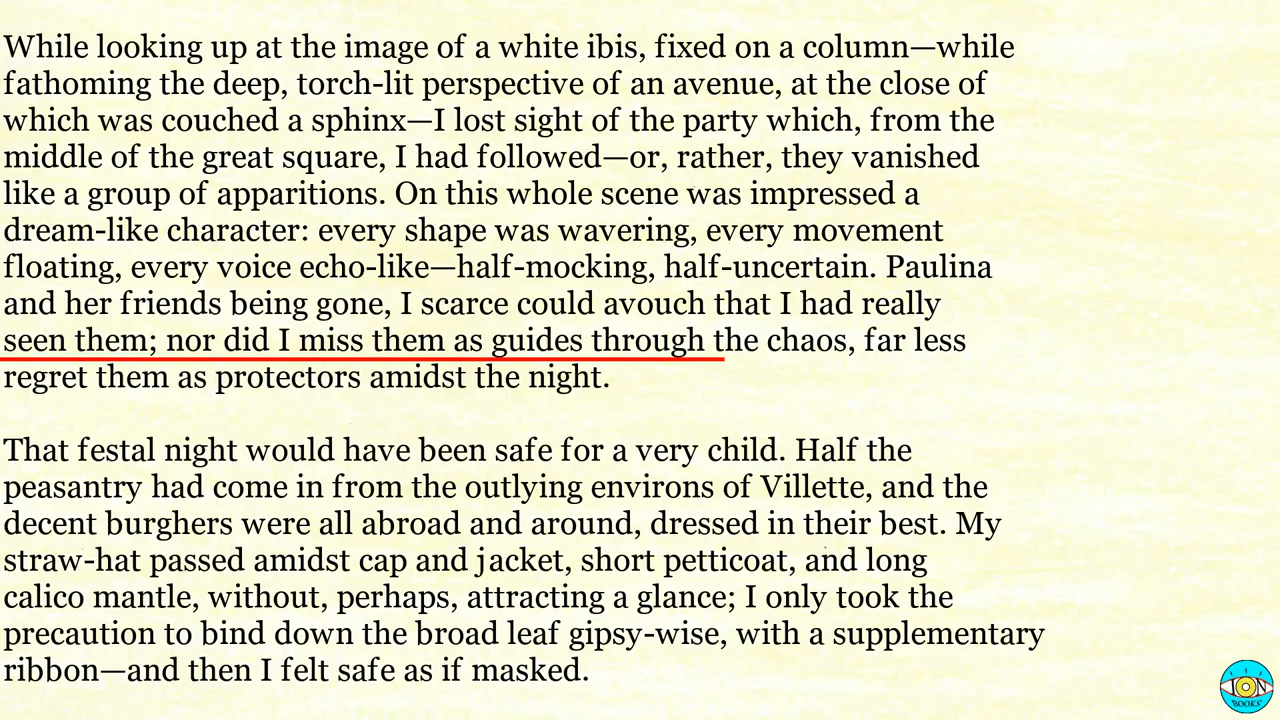 While looking up at the image of a white ibis, fixed on a column—while
fathoming the deep, torch-lit perspective of an avenue, at the close of
which was couched a sphinx—I lost sight of the party which, from the
middle of the great square, I had followed—or, rather, they vanished
like a group of apparitions. On this whole scene was impressed a
dream-like character: every shape was wavering, every movement
floating, every voice echo-like—half-mocking, half-uncertain. Paulina
and her friends being gone, I scarce could avouch that I had really
seen them; nor did I miss them as guides through the chaos, far less
regret them as protectors amidst the night.
That festal night would have been safe for a very child. Half the
peasantry had come in from the outlying environs of Villette, and the
decent burghers were all abroad and around, dressed in their best. My
straw-hat passed amidst cap and jacket, short petticoat, and long
calico mantle, without, perhaps, attracting a glance; I only took the
precaution to bind down the broad leaf gipsy-wise, with a supplementary
ribbon—and then I felt safe as if masked.
ION
BOOKS